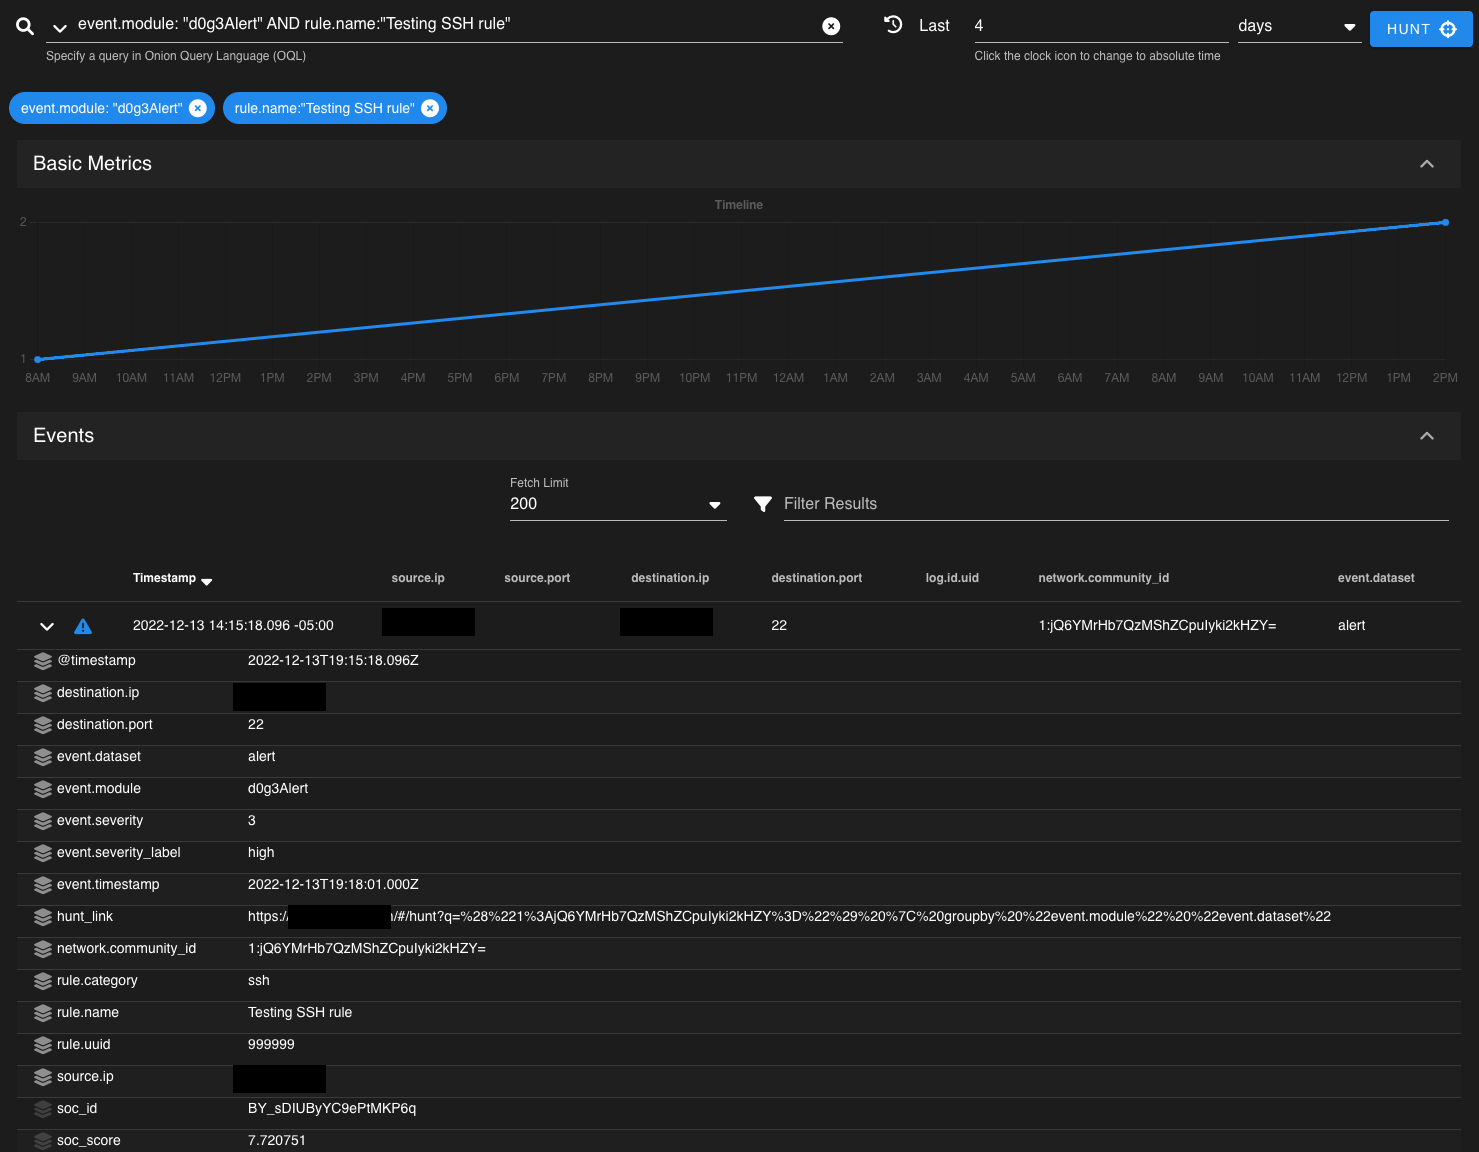 event.module: "d0g3Alert" AND rule.name:"Testing SSH rule"
Last 4 days HUNT
Specify a query in Onion Query Language (OQL)
Click the clock icon to change to absolute time
event.module: "d0g3Alert" rule.name:"Testing SSH rule"
Basic Metrics
Timeline
2
1
8AM 9AM 10AM 11AM 12PM 1PM 2PM 3PM 4PM 5PM 6PM 7PM 8PM 9PM 10PM 11PM 12AM 1AM 2AM 3AM 4AM 5AM 6AM 7AM 8AM 9AM 10AM 11AM 12PM 1PM 2PM
Events
Fetch Limit
200 Filter Results
Timestamp source.ip source.port destination.ip destination.port log.id.uid network.community_id event.dataset
2022-12-13 14:15:18.096 -05:00 22 1:jQ6YMrHb7QzMShZCpuIyki2kHZY= alert
@timestamp 2022-12-13T19:15:18.096Z
destination.ip
destination.port 22
event.dataset alert
event.module d0g3Alert
event.severity 3
event.severity_label high
event.timestamp 2022-12-13T19:18:01.000Z
hunt_link https:/ /#/hunt?q=%28%221%3AjQ6YMrHb7QzMShZCpuIyki2kHZY%3D%22%29%20%7C%20groupby%20%22event.module%22%20%22event.dataset%22
network.community_id 1:jQ6YMrHb7QzMShZCpuIyki2kHZY=
rule.category ssh
rule.name Testing SSH rule
rule.uuid 999999
source.ip
soc_id BY_sDIUByYC9ePtMKP6q
soc_score 7.720751